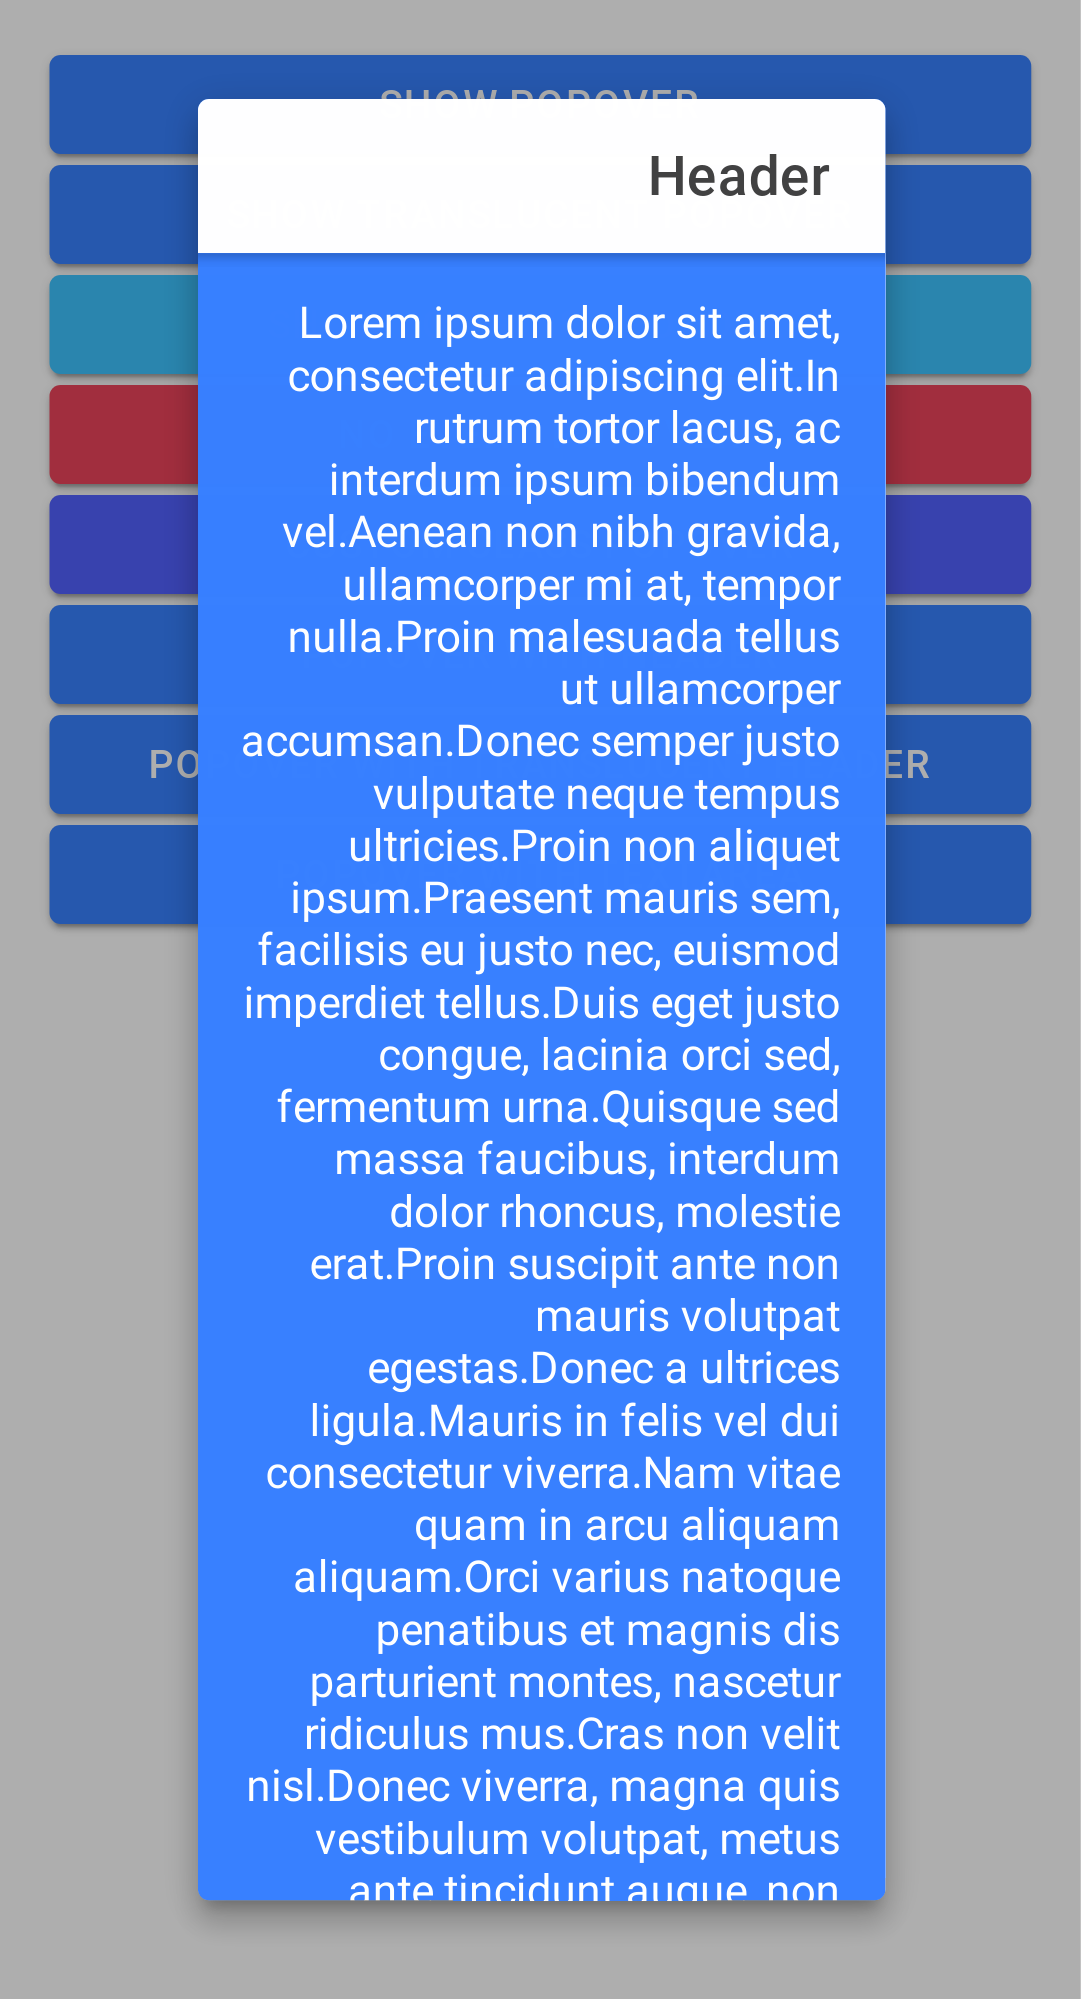 SHOW POPOVER
Header
Lorem ipsum dolor sit amet,
consectetur adipiscing elit.In
rutrum tortor lacus, ac
interdum ipsum bibendum
vel.Aenean non nibh gravida,
ullamcorper mi at, tempor
nulla.Proin malesuada tellus
ut ullamcorper
accumsan.Donec semper justo
vulputate neque tempus
ultricies.Proin non aliquet
ipsum.Praesent mauris sem,
facilisis eu justo nec, euismod
imperdiet tellus.Duis eget justo
congue, lacinia orci sed,
fermentum urna.Quisque sed
massa faucibus, interdum
dolor rhoncus, molestie
erat.Proin suscipit ante non
mauris volutpat
egestas.Donec a ultrices
ligula.Mauris in felis vel dui
consectetur viverra.Nam vitae
quam in arcu aliquam
aliquam.Orci varius natoque
penatibus et magnis dis
parturient montes, nascetur
ridiculus mus.Cras non velit
nisl.Donec viverra, magna quis
vestibulum volutpat, metus
ante tincidunt augue, non